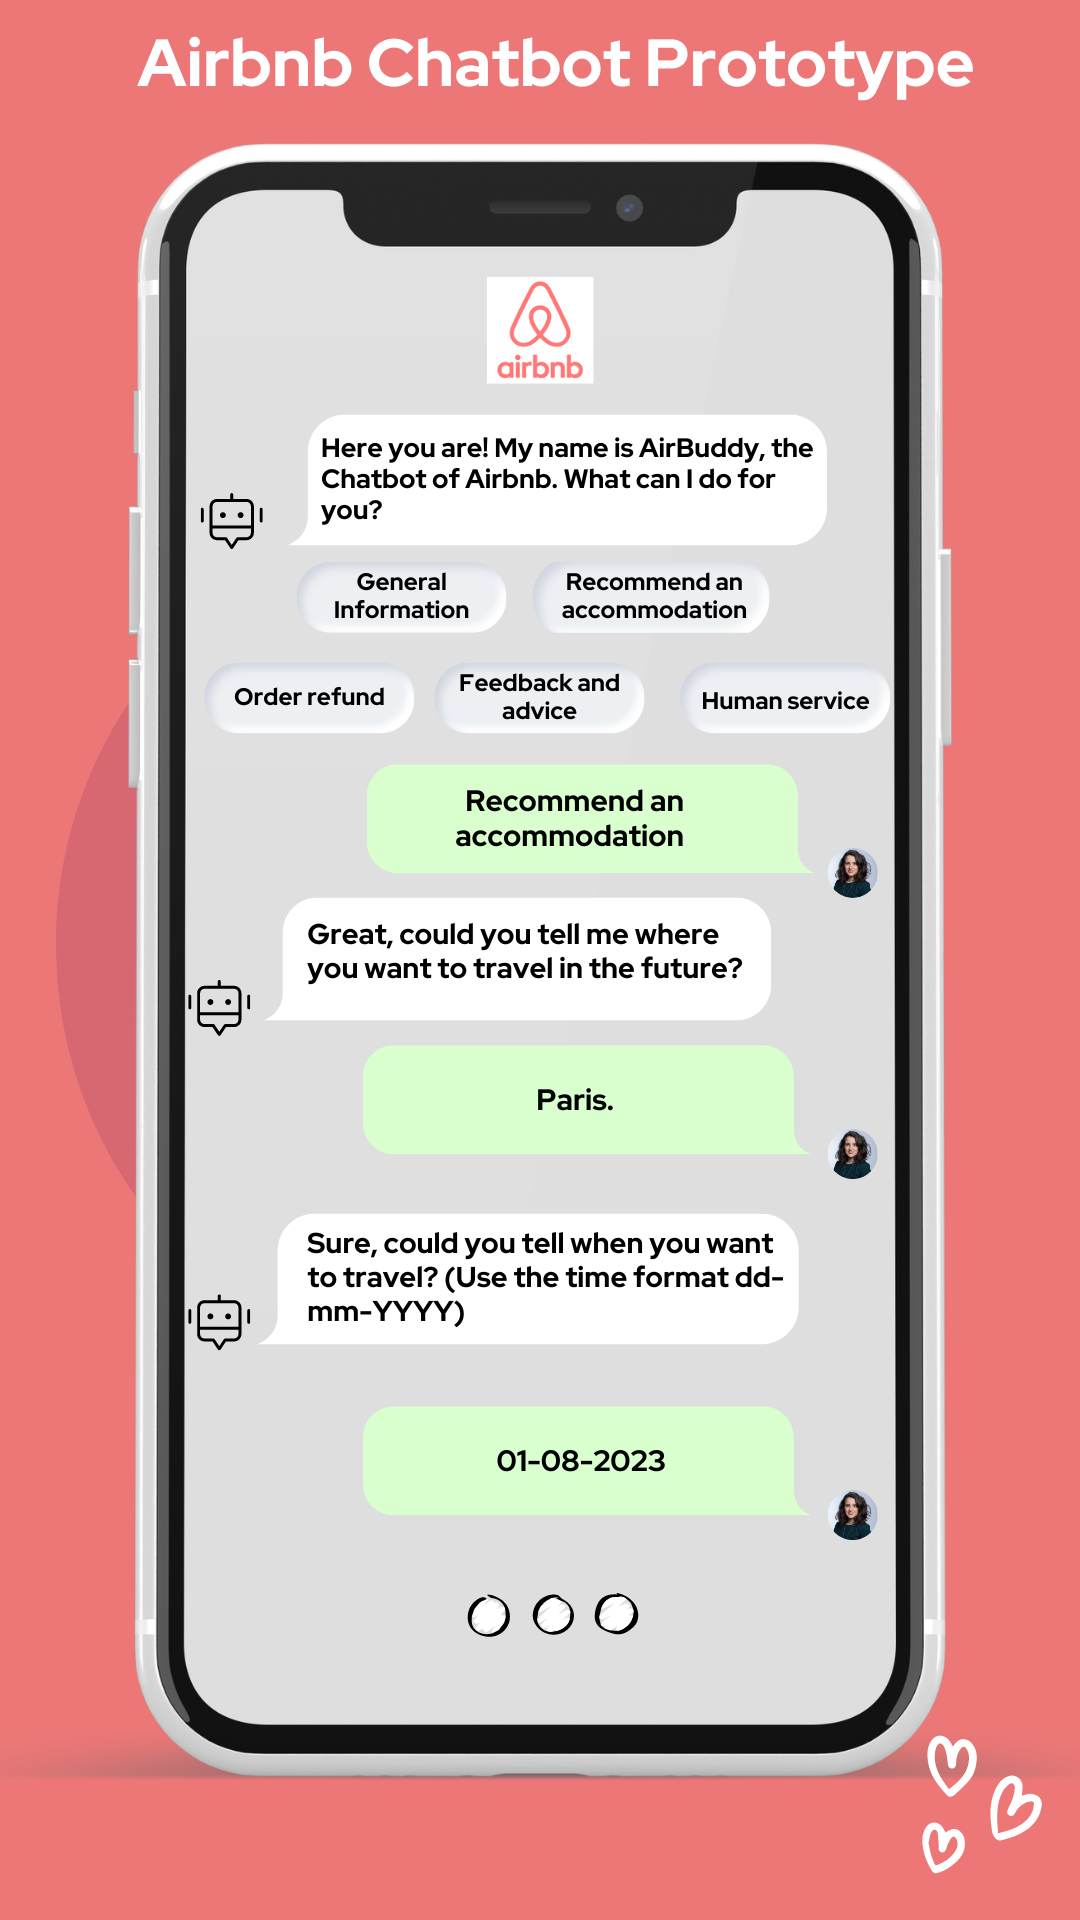 Airbnb Chatbot Prototype
airbnb
Here you are! My name is AirBuddy, the
Chatbot of Airbnb. What can I do for
you?
General
Information
Recommend an
accommodation
Order refund
Feedback and
advice
Human service
Recommend an
accommodation
Great, could you tell me where
you want to travel in the future?
Paris.
Sure, could you tell when you want
to travel? (Use the time format dd-
mm-YYYY)
01-08-2023